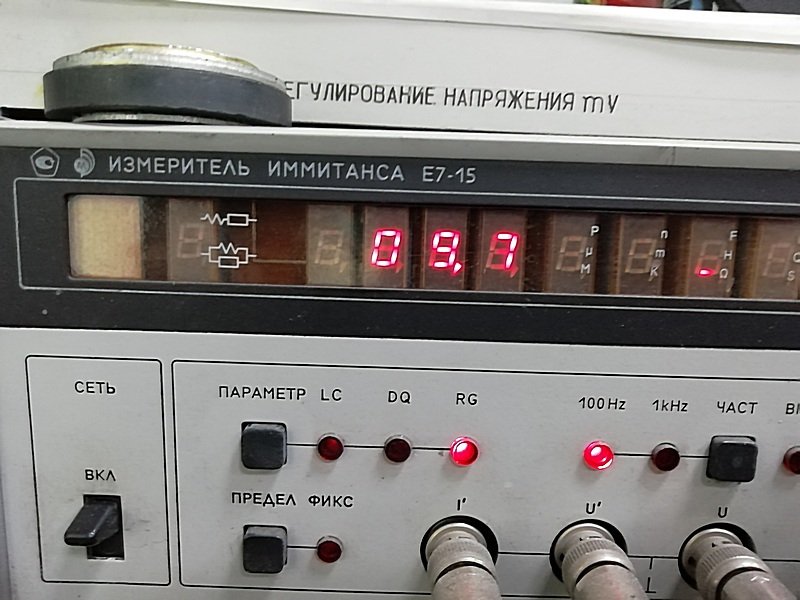 ЕГУЛИРОВАНИЕ НАПРЯЖЕНИЯ mV
ИЗМЕРИТЕЛЬ ИММИТАНСА Е7-15
09,7
P n F
μ m H
M K Ω S
СЕТЬ
ПАРАМЕТР LC DQ RG 100Hz 1kHz ЧАСТ
ВКЛ
ПРЕДЕЛ ФИКС
I' U' U